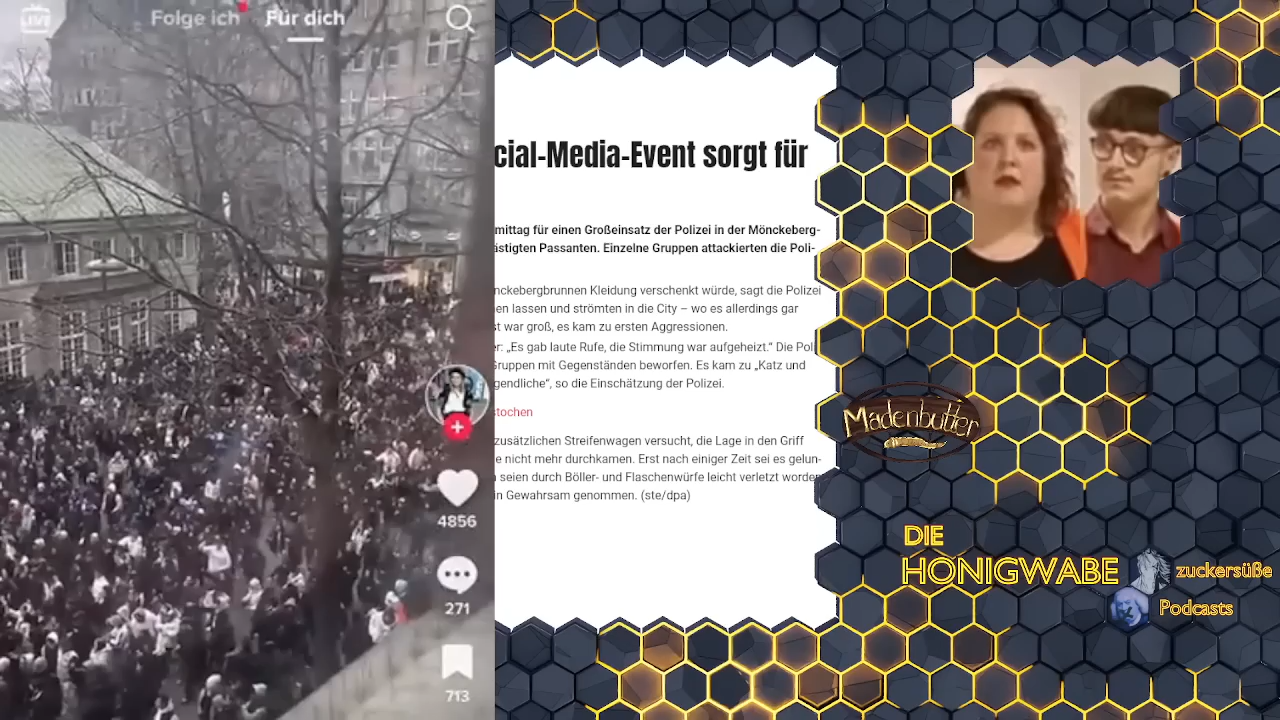 LIVE
Folge ich
Für dich
cial-Media-Event sorgt für
mittag für einen Großeinsatz der Polizei in der Mönckeberg-
ästigten Passanten. Einzelne Gruppen attackierten die Poli-
nckebergbrunnen Kleidung verschenkt würde, sagt die Polizei
en lassen und strömten in die City – wo es allerdings gar
st war groß, es kam zu ersten Aggressionen.
er: „Es gab laute Rufe, die Stimmung war aufgeheizt.“ Die Poli
Gruppen mit Gegenständen beworfen. Es kam zu „Katz und
gendliche“, so die Einschätzung der Polizei.
stochen
zusätzlichen Streifenwagen versucht, die Lage in den Griff
e nicht mehr durchkamen. Erst nach einiger Zeit sei es gelun-
n seien durch Böller- und Flaschenwürfe leicht verletzt worden
in Gewahrsam genommen. (ste/dpa)
4856
271
713
Madenbutter
DIE
HONIGWABE
zuckersüße
Podcasts